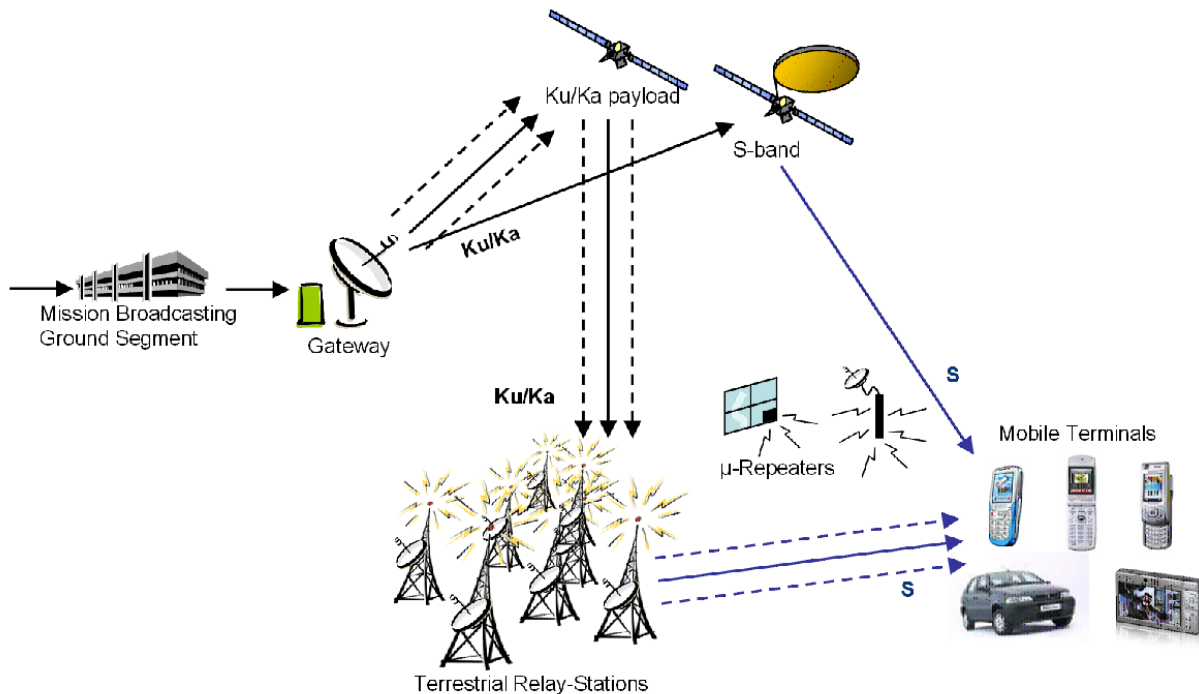 Ku/Ka payload
S-band
Ku/Ka
Mission Broadcasting
Ground Segment
Gateway
S
Ku/Ka
μ-Repeaters
Mobile Terminals
S
Terrestrial Relay-Stations